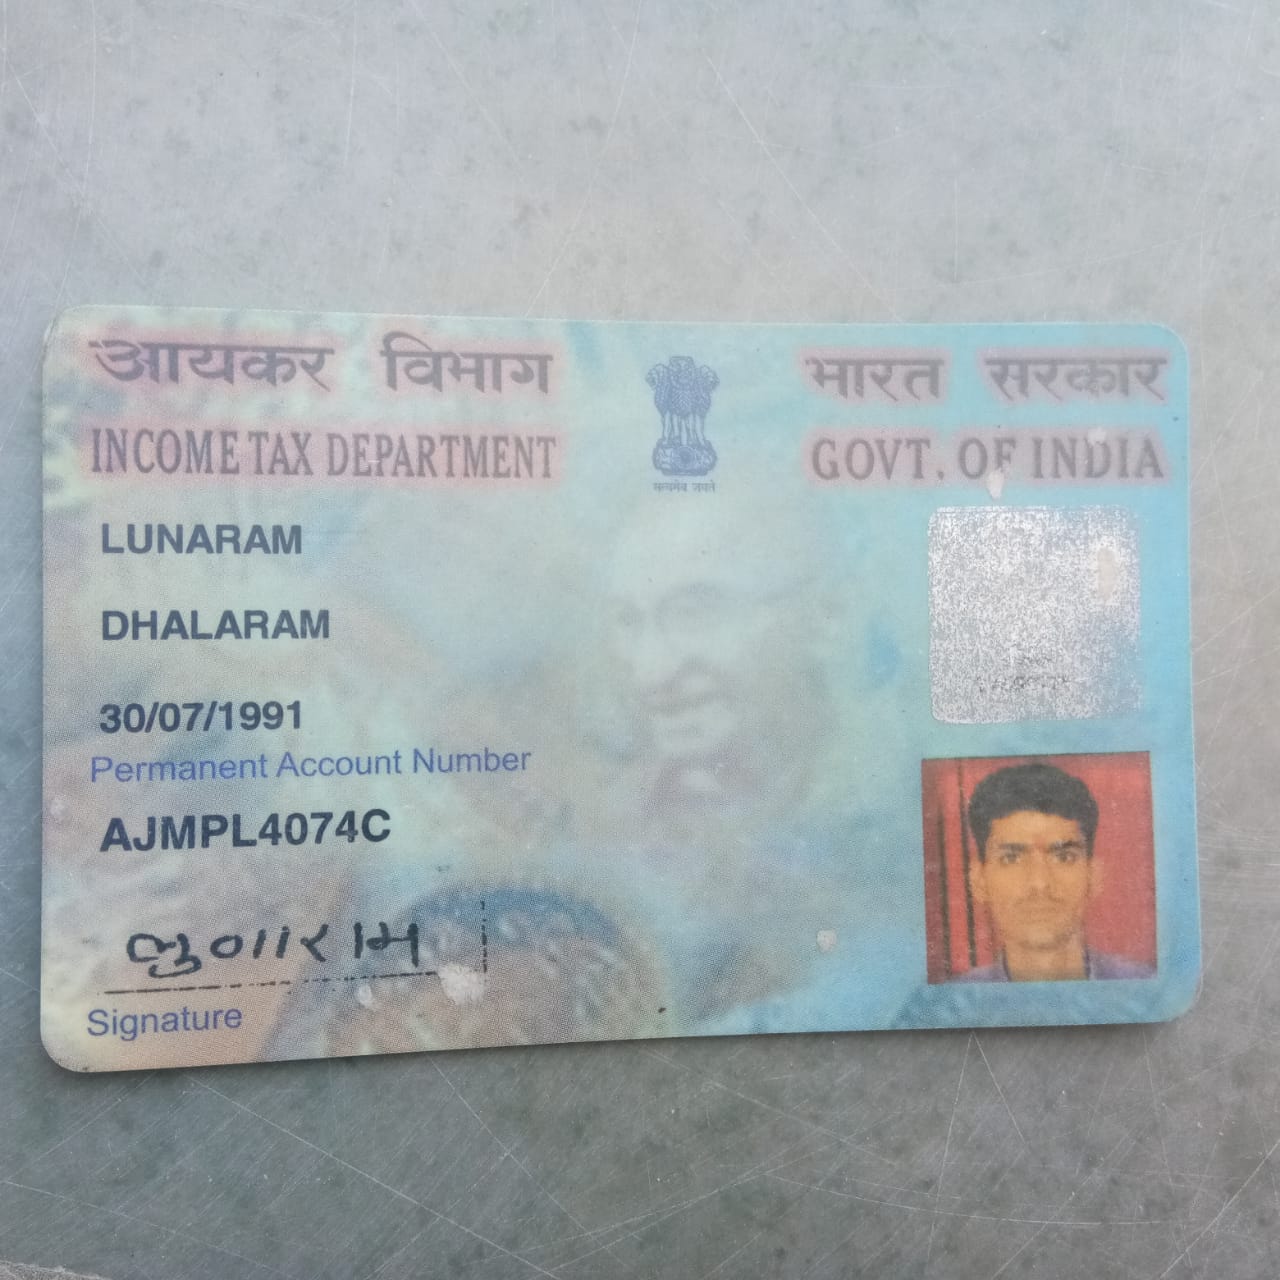 आयकर विभाग भारत सरकार
INCOME TAX DEPARTMENT GOVT. OF INDIA
सत्यमेव जयते
LUNARAM
DHALARAM
30/07/1991
Permanent Account Number
AJMPL4074C
Signature